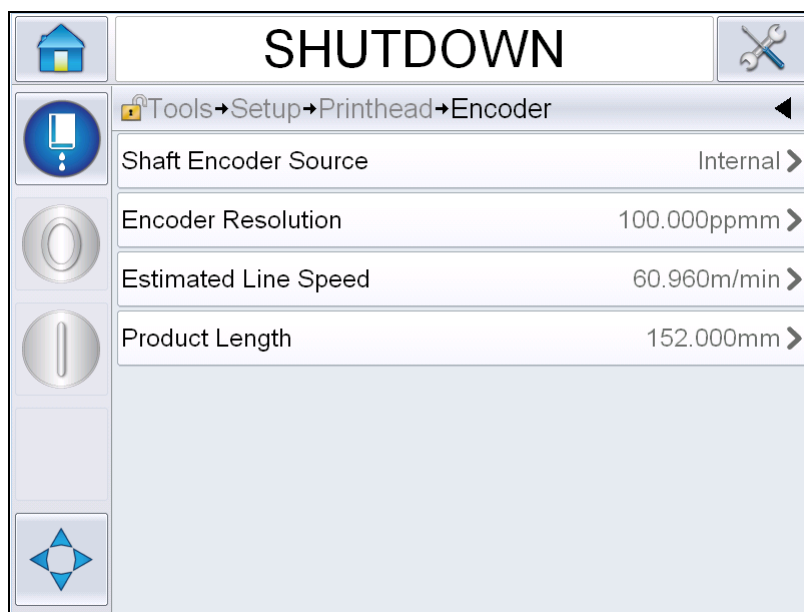 SHUTDOWN
Tools→Setup→Printhead→Encoder
Shaft Encoder Source Internal
Encoder Resolution 100.000ppmm
Estimated Line Speed 60.960m/min
Product Length 152.000mm